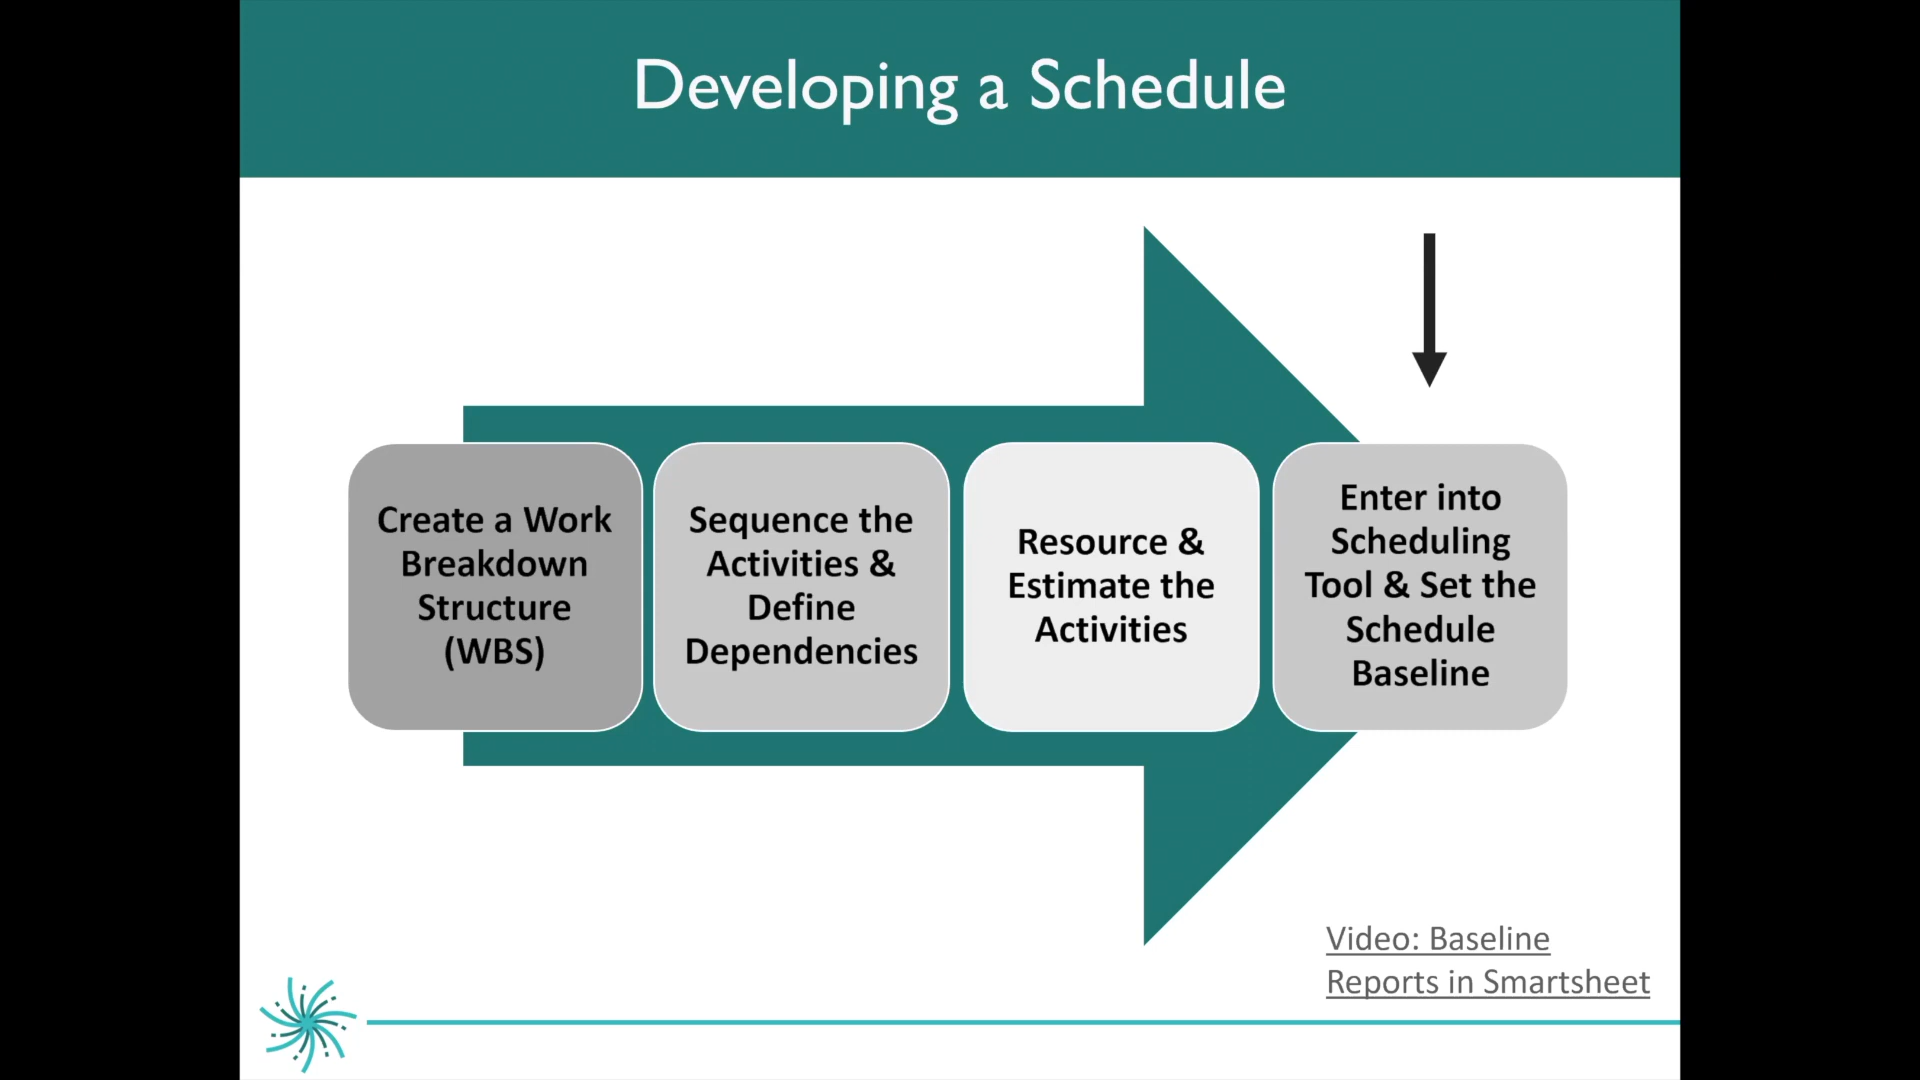 Developing a Schedule
Create a Work
Breakdown
Structure
(WBS)
Sequence the
Activities &
Define
Dependencies
Resource &
Estimate the
Activities
Enter into
Scheduling
Tool & Set the
Schedule
Baseline
Video: Baseline
Reports in Smartsheet